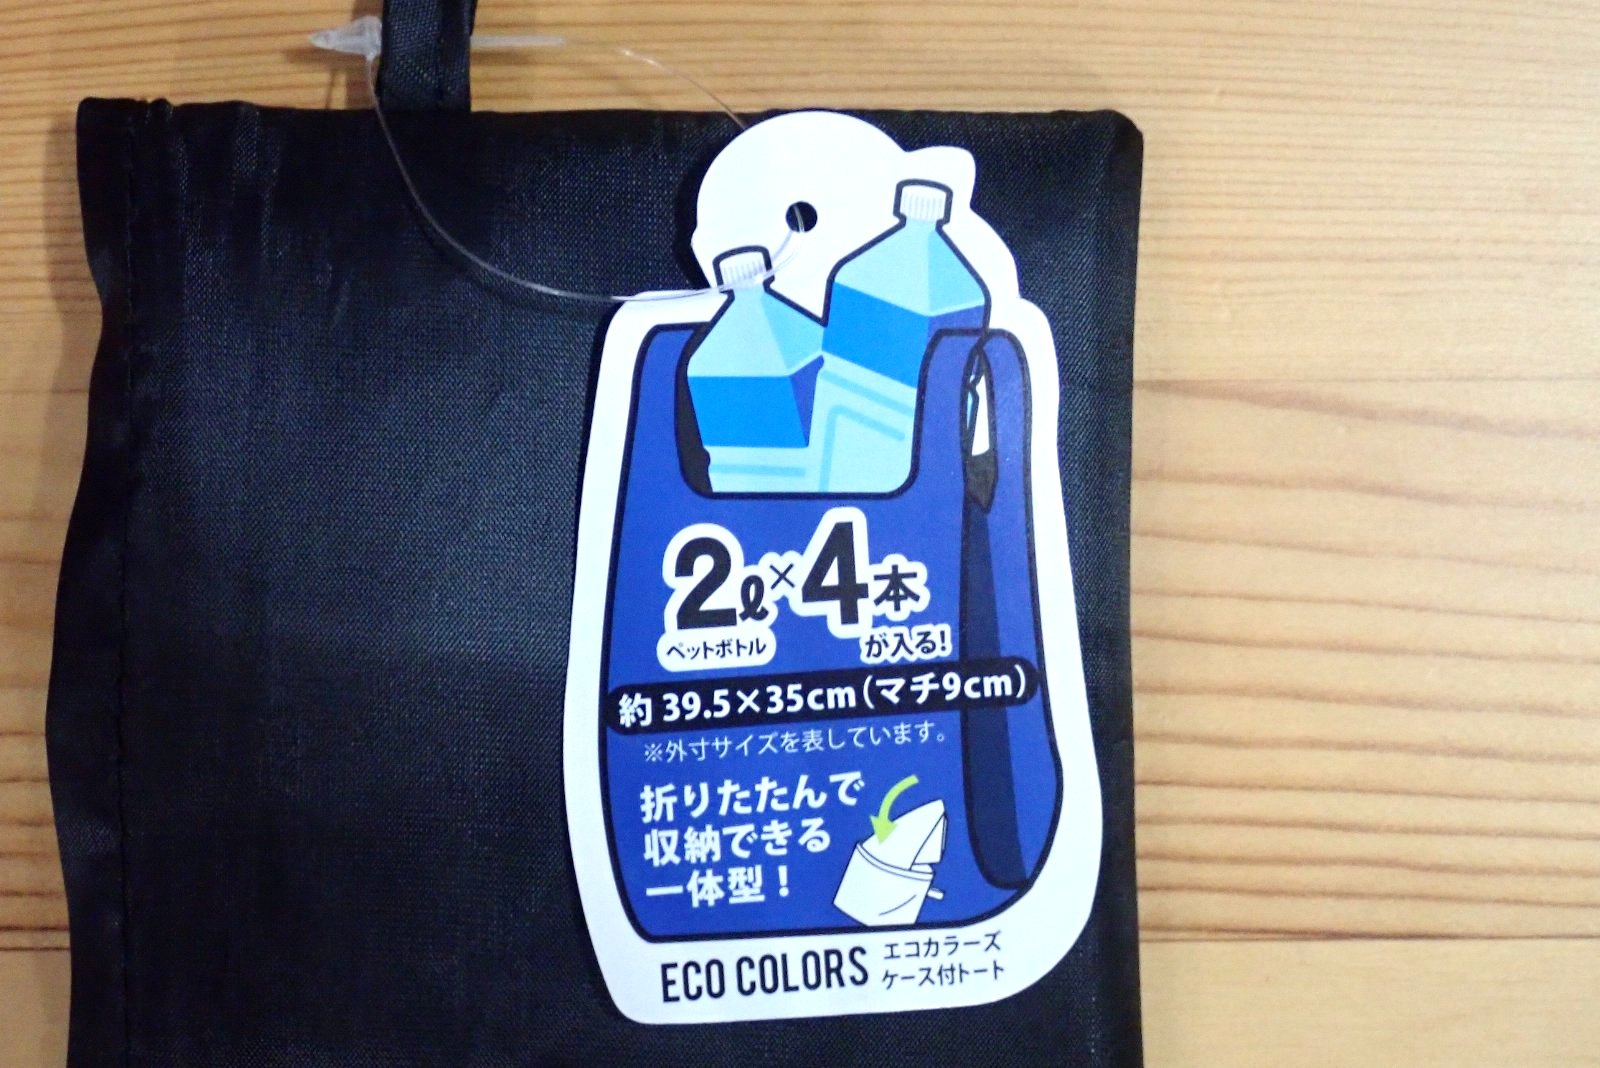 2ℓ×4本
ペットボトル が入る!
約 39.5×35cm(マチ9cm)
※外寸サイズを表しています。
折りたたんで
収納できる
一体型!
ECO COLORS
エコカラーズ
ケース付トート